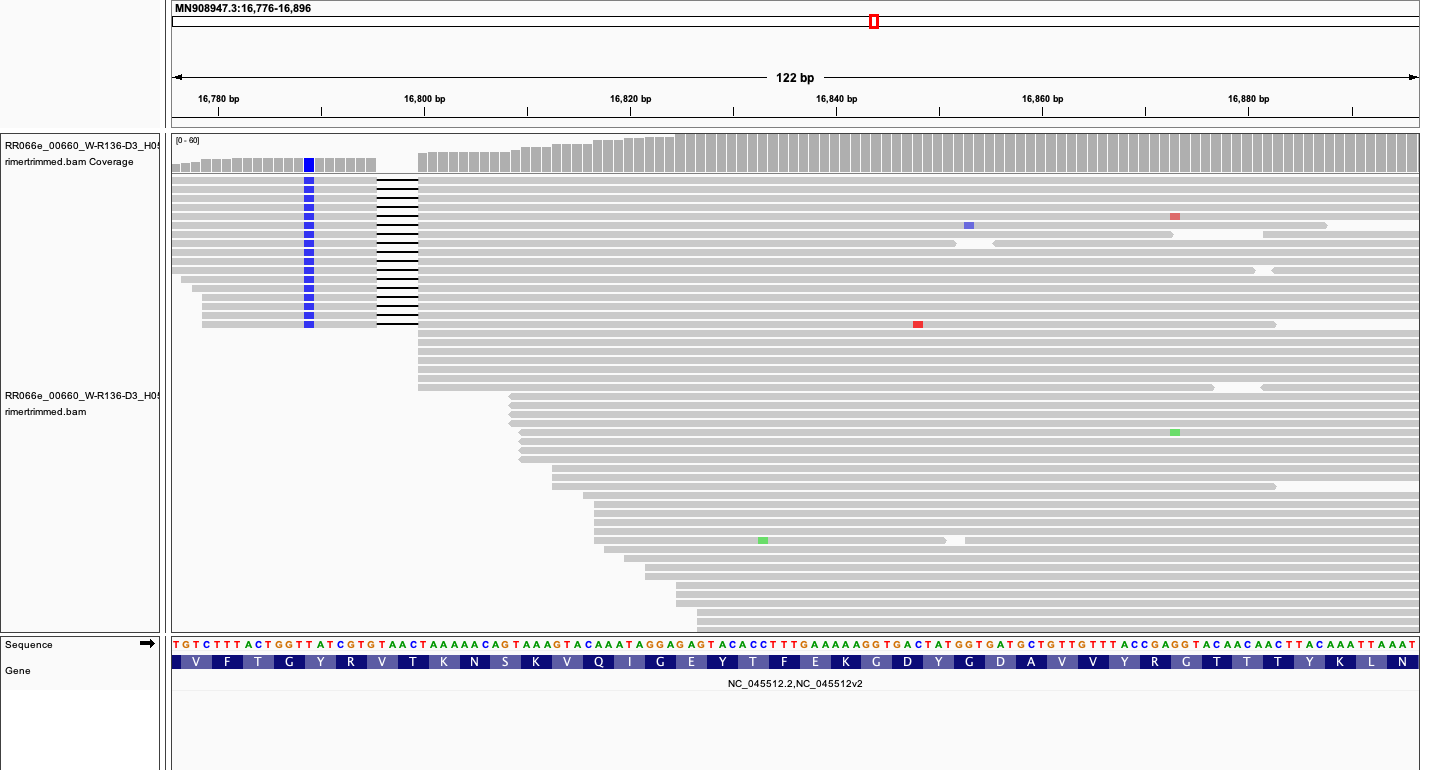 MN908947.3:16,776-16,896
122 bp
16,780 bp 16,800 bp 16,820 bp 16,840 bp 16,860 bp 16,880 bp
[0 - 60]
RR066e_00660_W-R136-D3_H05
rimertrimmed.bam Coverage
RR066e_00660_W-R136-D3_H05
rimertrimmed.bam
Sequence
TGTCTTTACTGGTTATCGTGTAACTAAAAACAGTAAAGTACAAATAGGAGAGTACACCTTTGAAAAAGGTGACTATGGTGATGCTGTTGTTTACCGAGGTACAACAACTTACAAATTAAAT
Gene
V F T G Y R V T K N S K V Q I G E Y T F E K G D Y G D A V V Y R G T T T Y K L N
NC_045512.2,NC_045512v2